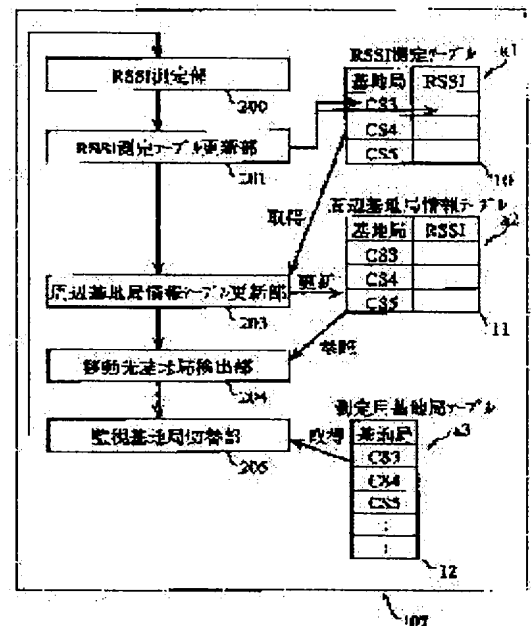 RSSI測定部
200
RSSI測定テーブル更新部
201
周辺基地局情報テーブル更新部
203
移動先基地局検出部
204
監視基地局切替部
205
RSSI測定テーブル
a1
基地局 RSSI
CS3
CS4
CS5
10
取得
周辺基地局情報テーブル
a2
基地局 RSSI
CS3
CS4
CS5
11
更新
参照
測定用基地局テーブル
a3
取得
基地局
CS3
CS4
CS5
:
:
12
107